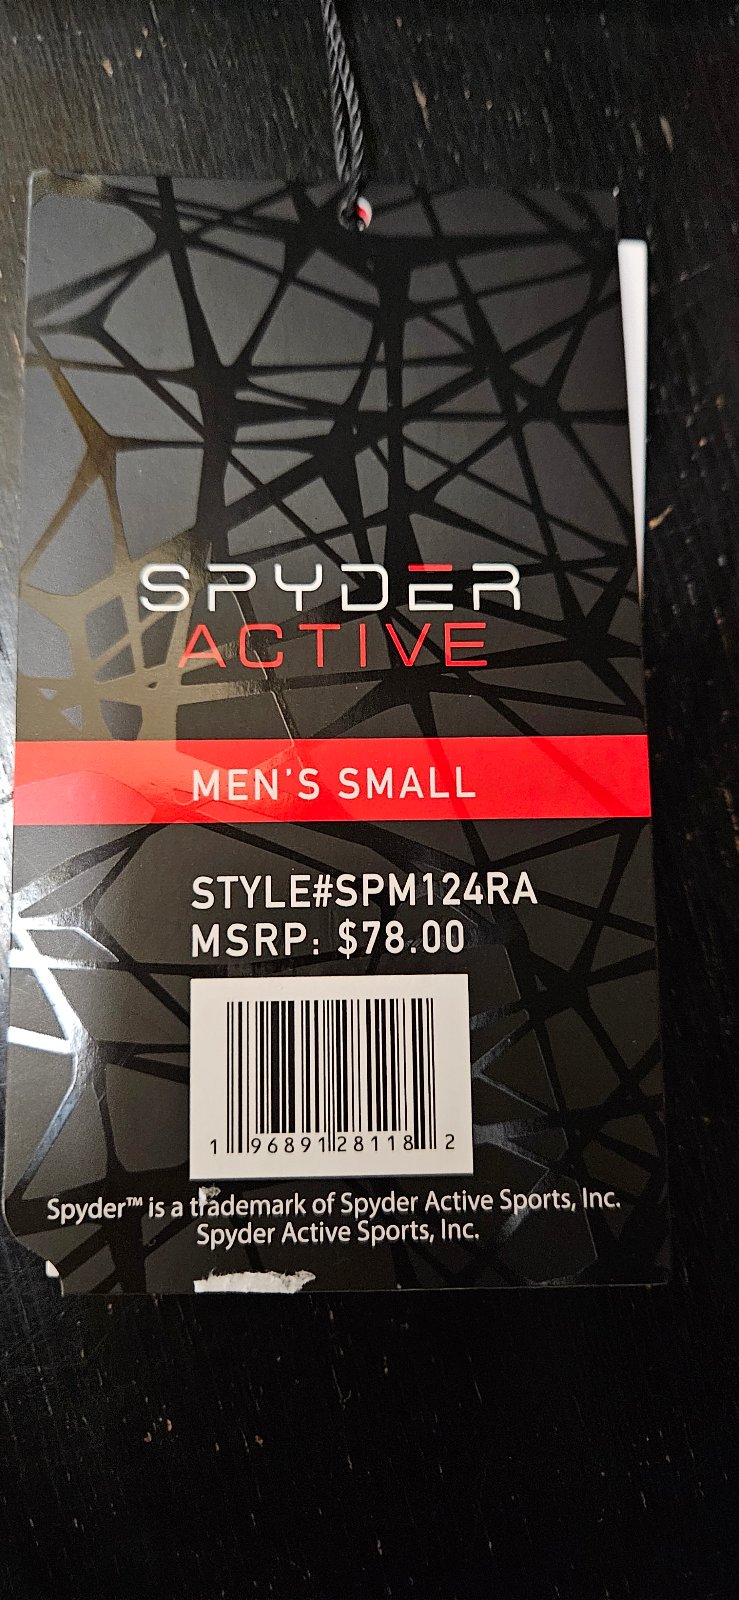 SPYDER
ACTIVE
MEN'S SMALL
STYLE#SPM124RA
MSRP: $78.00
1 96891 28118 2
Spyder™ is a trademark of Spyder Active Sports, Inc.
Spyder Active Sports, Inc.